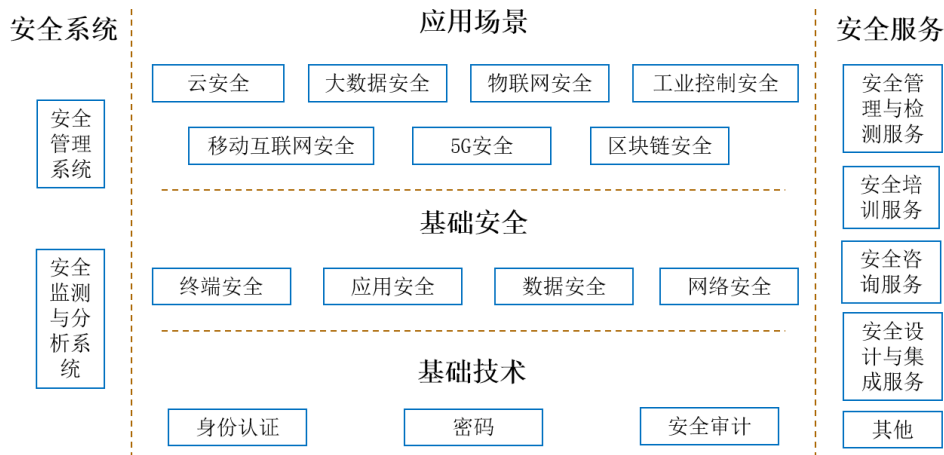 安全系统
安全
管理
系统
安全
监测
与分
析系
统
应用场景
云安全
大数据安全
物联网安全
工业控制安全
移动互联网安全
5G安全
区块链安全
基础安全
终端安全
应用安全
数据安全
网络安全
基础技术
身份认证
密码
安全审计
安全服务
安全管
理与检
测服务
安全培
训服务
安全咨
询服务
安全设
计与集
成服务
其他